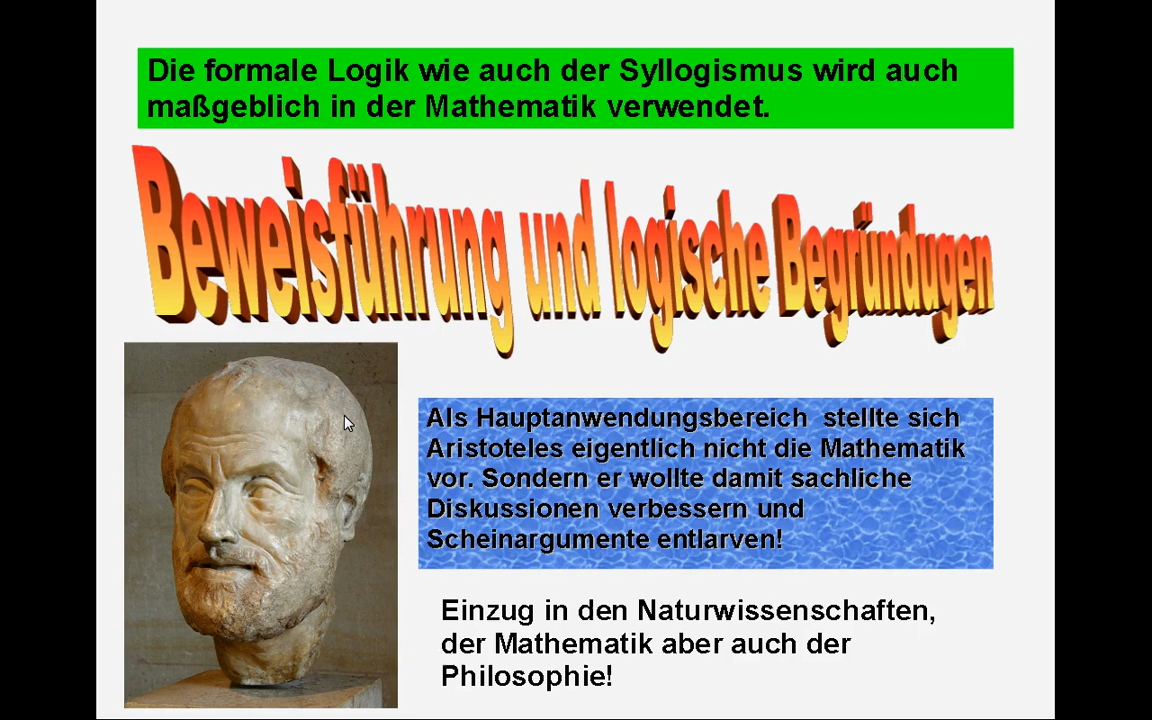 Die formale Logik wie auch der Syllogismus wird auch
maßgeblich in der Mathematik verwendet.
Beweisführung und logische Begründugen
Als Hauptanwendungsbereich stellte sich
Aristoteles eigentlich nicht die Mathematik
vor. Sondern er wollte damit sachliche
Diskussionen verbessern und
Scheinargumente entlarven!
Einzug in den Naturwissenschaften,
der Mathematik aber auch der
Philosophie!